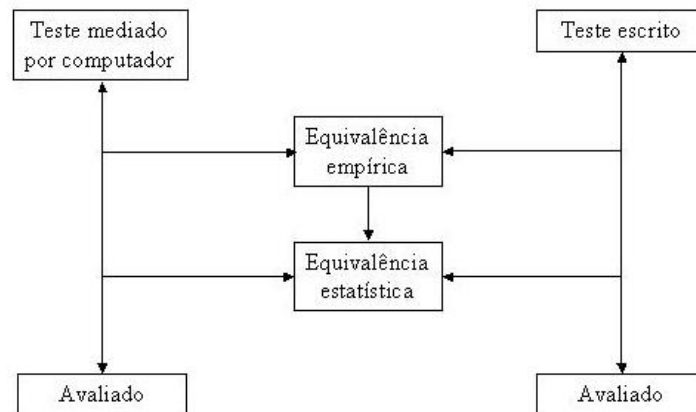 Teste mediado
por computador
Teste escrito
Equivalência
empírica
Equivalência
estatística
Avaliado
Avaliado